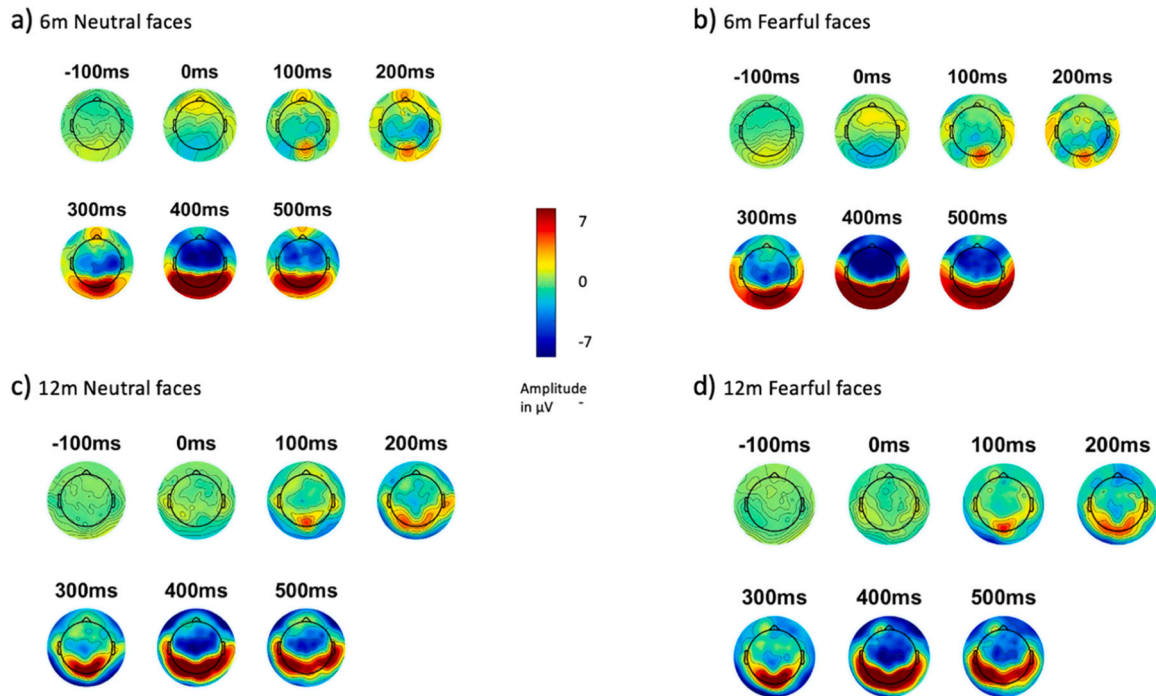 a) 6m Neutral faces
-100ms 0ms 100ms 200ms
300ms 400ms 500ms
b) 6m Fearful faces
-100ms 0ms 100ms 200ms
300ms 400ms 500ms
7
0
-7
Amplitude
in µV -
c) 12m Neutral faces
-100ms 0ms 100ms 200ms
300ms 400ms 500ms
d) 12m Fearful faces
-100ms 0ms 100ms 200ms
300ms 400ms 500ms